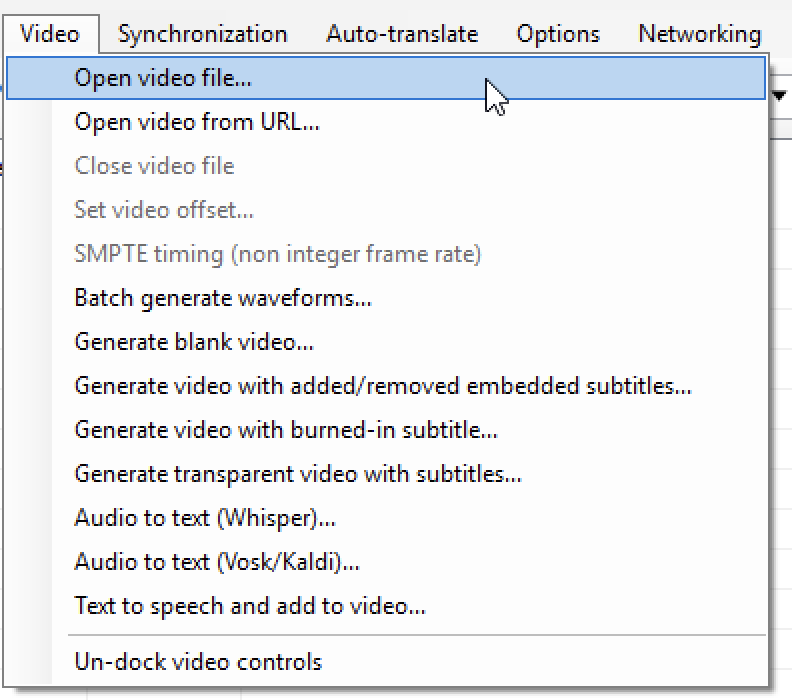 Video Synchronization Auto-translate Options Networking
Open video file...
Open video from URL...
Close video file
Set video offset...
SMPTE timing (non integer frame rate)
Batch generate waveforms...
Generate blank video...
Generate video with added/removed embedded subtitles...
Generate video with burned-in subtitle...
Generate transparent video with subtitles...
Audio to text (Whisper)...
Audio to text (Vosk/Kaldi)...
Text to speech and add to video...
Un-dock video controls